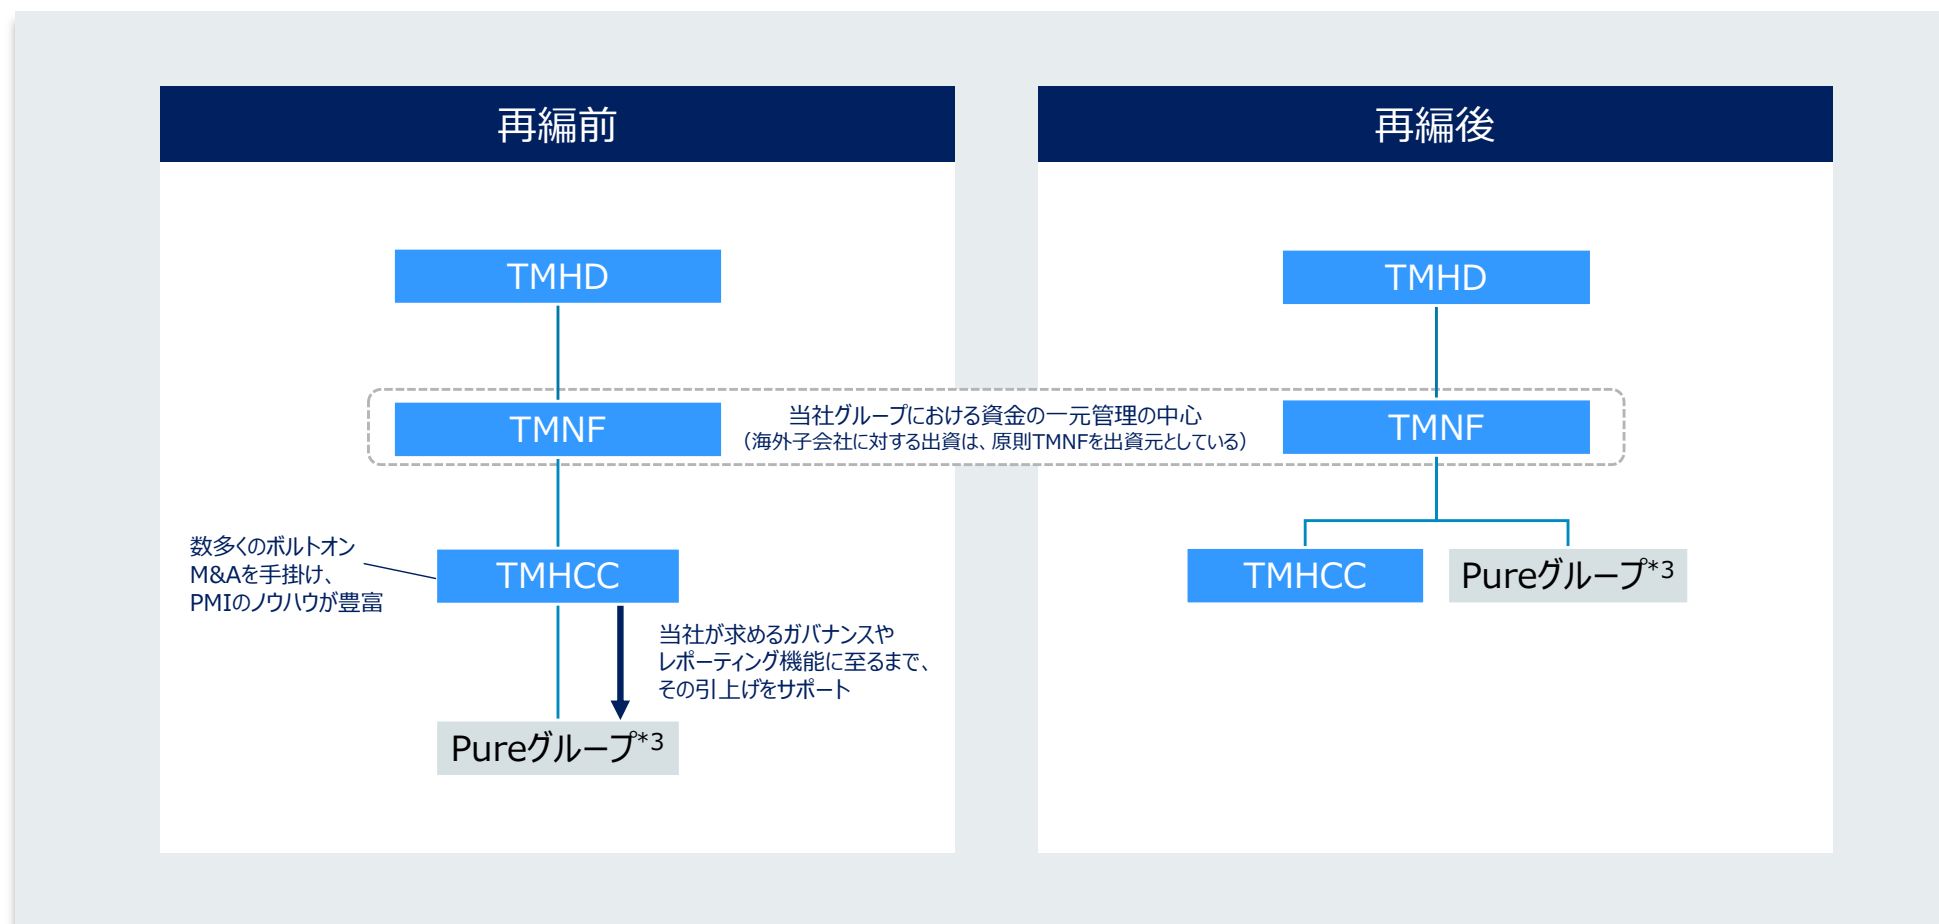 再編前
TMHD
TMNF
数多くのボルトオン
M&Aを手掛け、
PMIのノウハウが豊富
TMHCC
当社が求めるガバナンスや
レポーティング機能に至るまで、
その引上げをサポート
Pureグループ*3
当社グループにおける資金の一元管理の中心
（海外子会社に対する出資は、原則TMNFを出資元としている）
再編後
TMHD
TMNF
TMHCC
Pureグループ*3